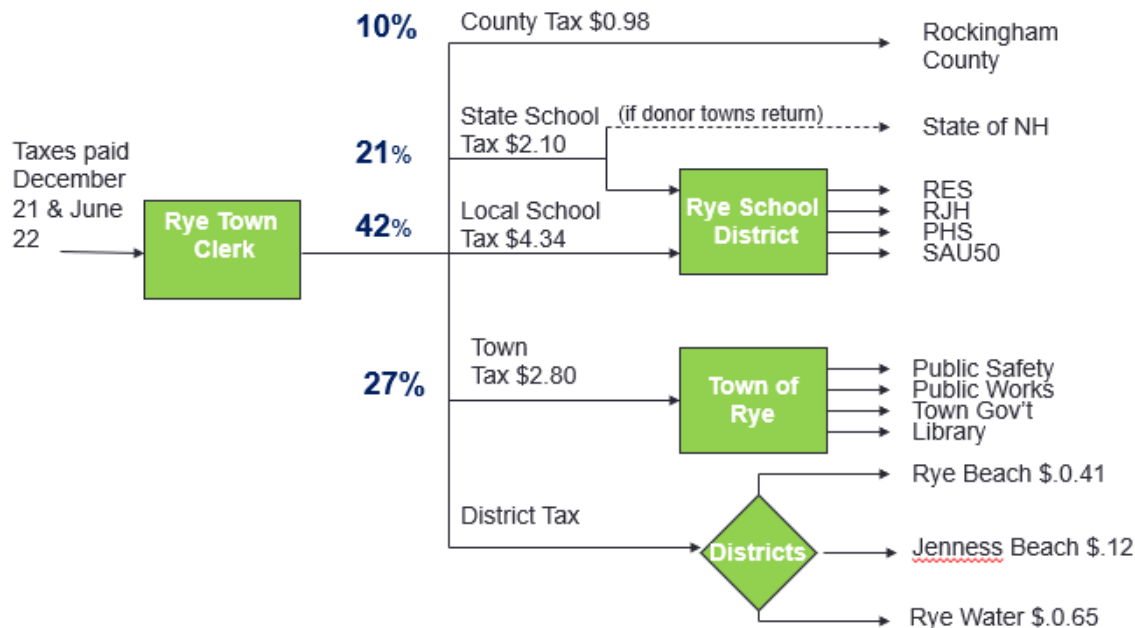 10%
County Tax $0.98
Rockingham
County
State School
Tax $2.10
(if donor towns return)
State of NH
21%
Taxes paid
December
21 & June
22
Rye Town
Clerk
42%
Local School
Tax $4.34
Rye School
District
RES
RJH
PHS
SAU50
27%
Town
Tax $2.80
Town of
Rye
Public Safety
Public Works
Town Gov't
Library
District Tax
Districts
Rye Beach $.0.41
Jenness Beach $.12
Rye Water $.0.65